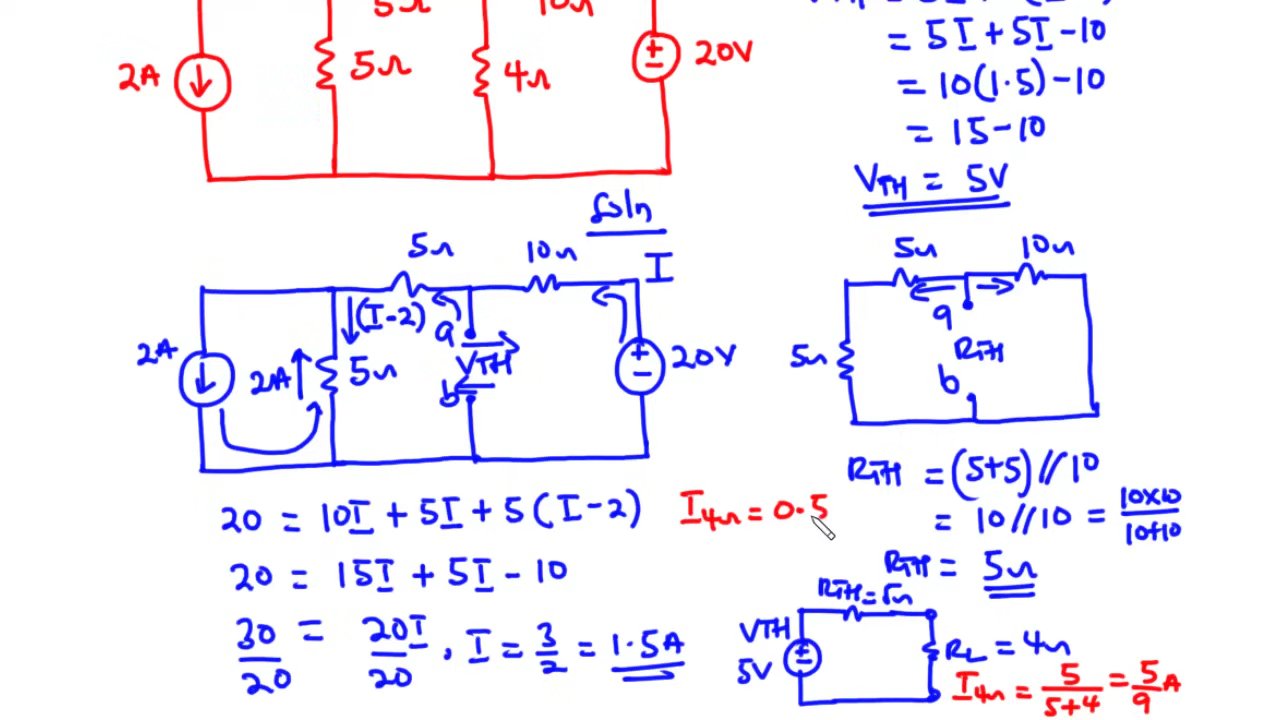 5Ω
10Ω
2A
5Ω
4Ω
20V
= 5I + 5I - 10
= 10(1.5) - 10
= 15 - 10
VTH = 5V
Soln
5Ω
10Ω
I
(I-2)
a
2A
2A
5Ω
VTH
b
20V
5Ω
10Ω
a
5Ω
RTH
b
20 = 10I + 5I + 5(I-2)
20 = 15I + 5I - 10
30/20 = 20I/20, I = 3/2 = 1.5A
I4Ω = 0.5
RTH = (5+5)//10
= 10//10 = 10x10/10+10
RTH = 5Ω
RTH = 5Ω
VTH
5V
RL = 4Ω
I4Ω = 5/5+4 = 5/9 A